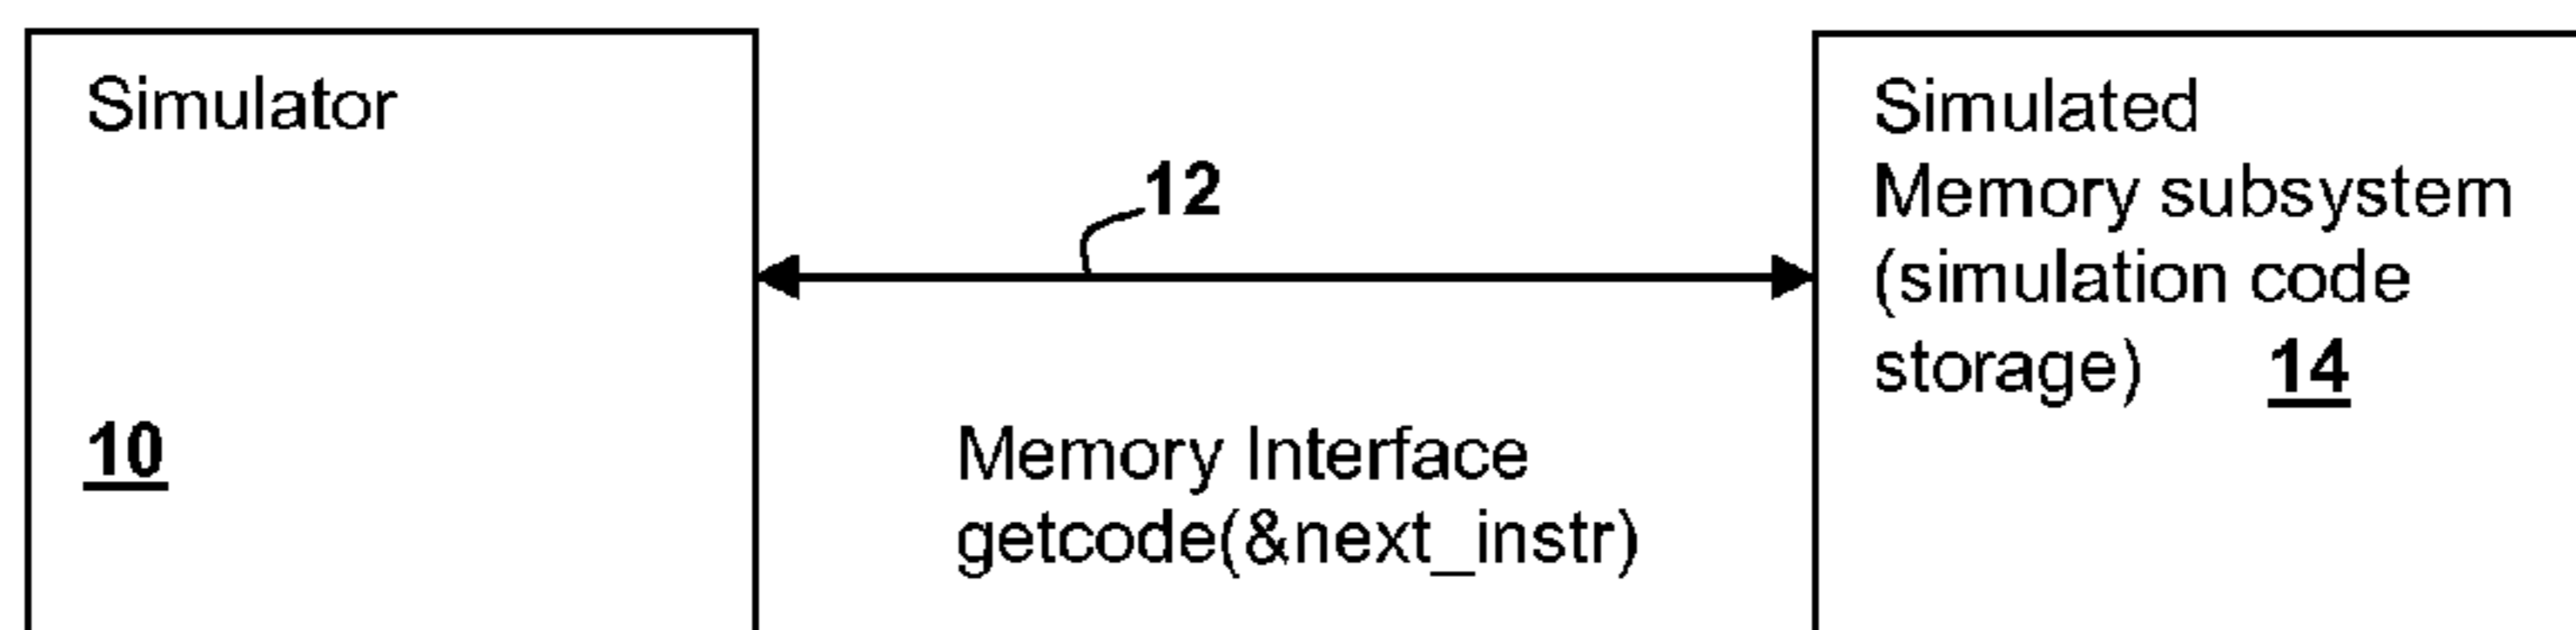 Simulator
10
12
Memory Interface
getcode(&next_instr)
Simulated
Memory subsystem
(simulation code
storage) 14